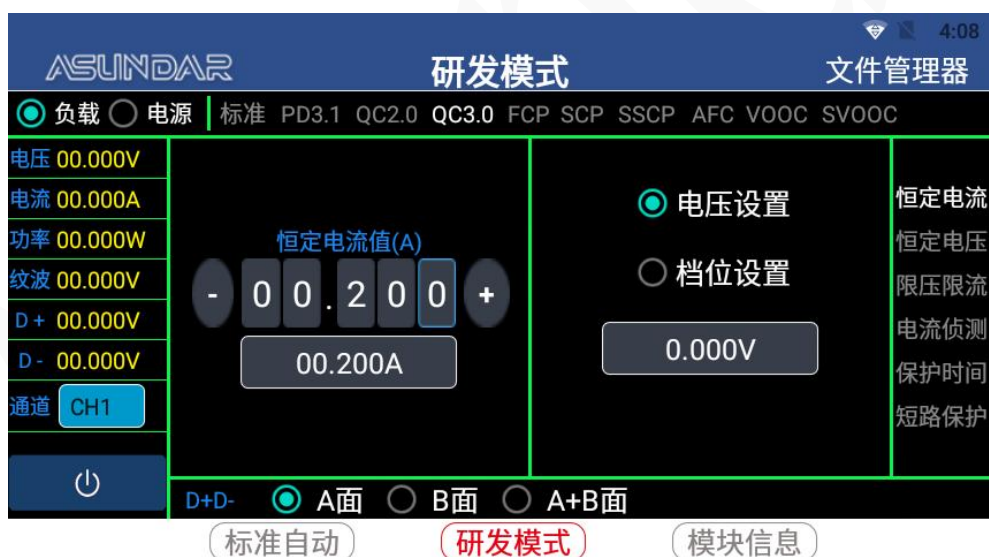 4:08
ASUNDAR 研发模式 文件管理器
负载 电源 标准 PD3.1 QC2.0 QC3.0 FCP SCP SSCP AFC VOOC SVOOC
电压 00.000V
电流 00.000A
功率 00.000W
纹波 00.000V
D+ 00.000V
D- 00.000V
通道 CH1
恒定电流值(A)
- 00.200 +
00.200A
电压设置
档位设置
0.000V
恒定电流
恒定电压
限压限流
电流侦测
保护时间
短路保护
D+D- A面 B面 A+B面
标准自动 研发模式 模块信息